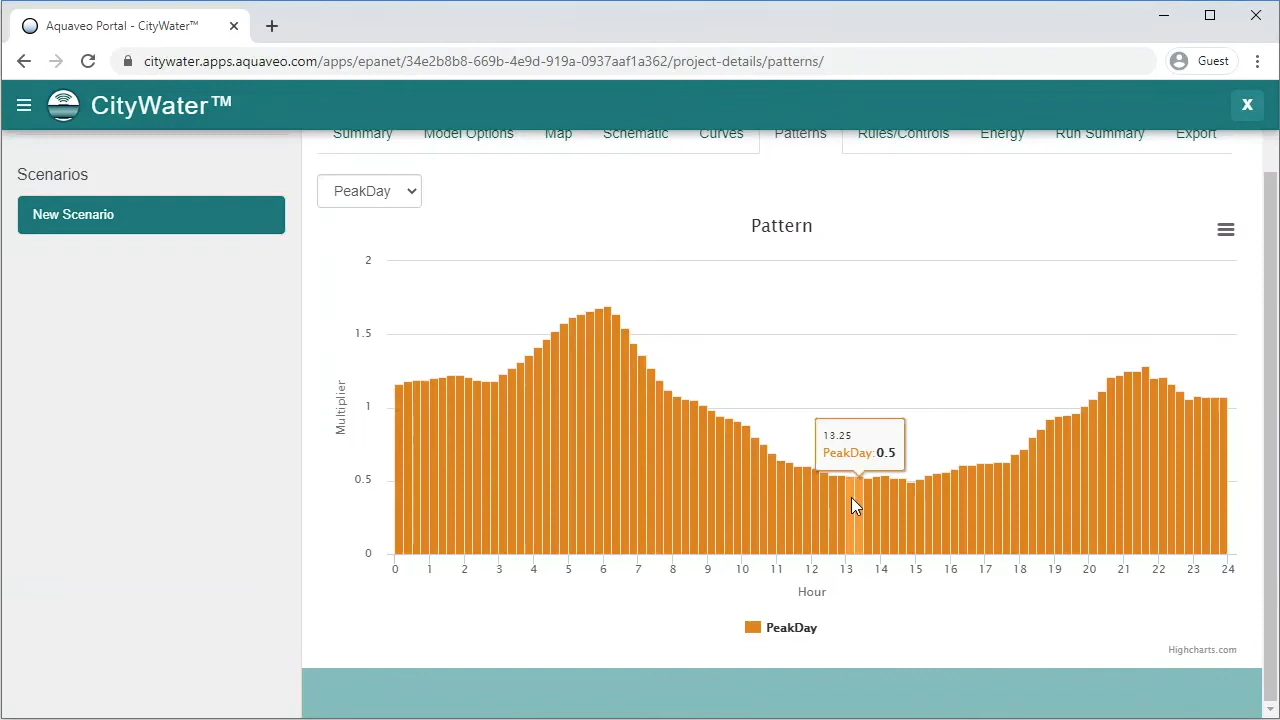 Aquaveo Portal - CityWater™
citywater.apps.aquaveo.com/apps/epanet/34e2b8b8-669b-4e9d-919a-0937aaf1a362/project-details/patterns/
Guest
CityWater™
X
Summary Model Options Map Schematic Curves Patterns Rules/Controls Energy Run Summary Export
Scenarios
New Scenario
PeakDay
Pattern
2
1.5
1
0.5
0
Multiplier
13.25
PeakDay: 0.5
0 1 2 3 4 5 6 7 8 9 10 11 12 13 14 15 16 17 18 19 20 21 22 23 24
Hour
PeakDay
Highcharts.com